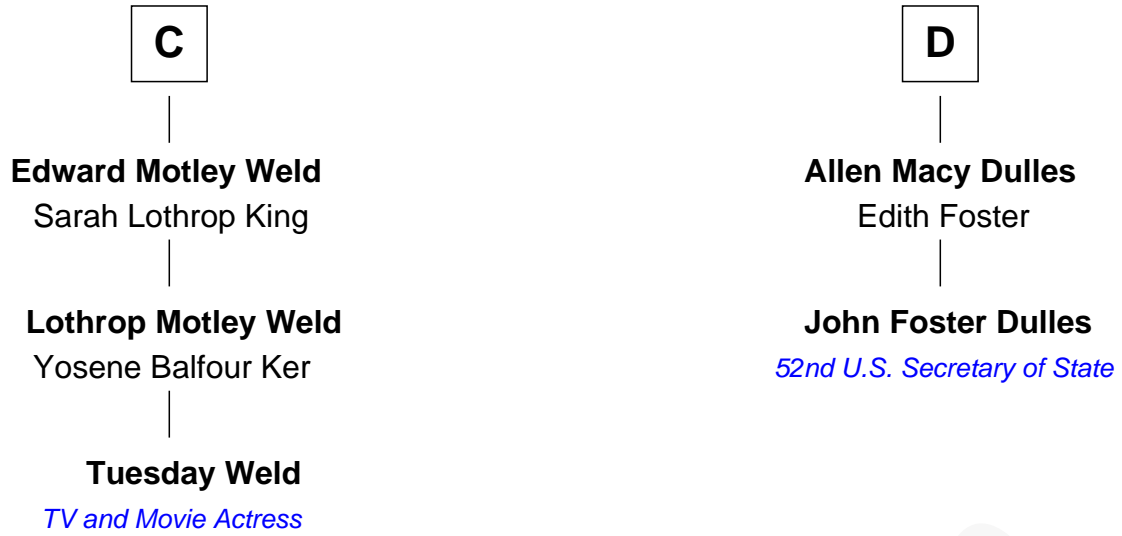 C
Edward Motley Weld
Sarah Lothrop King
Lothrop Motley Weld
Yosene Balfour Ker
Tuesday Weld
TV and Movie Actress
D
Allen Macy Dulles
Edith Foster
John Foster Dulles
52nd U.S. Secretary of State